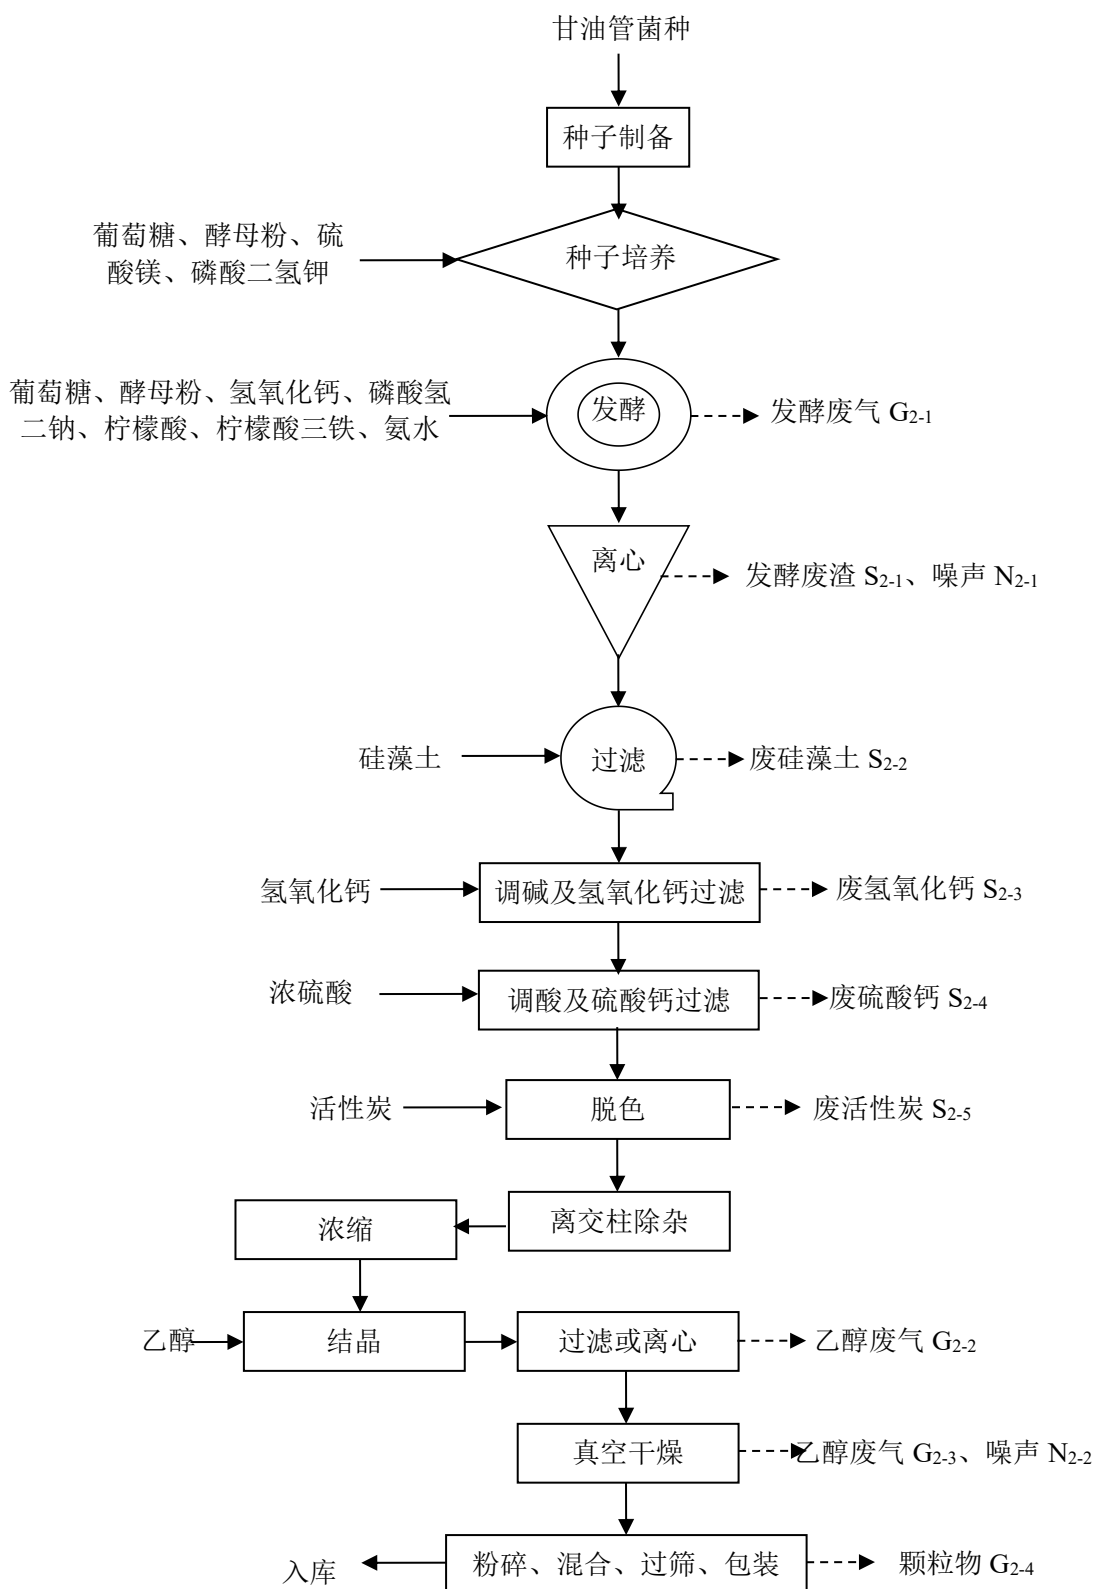 甘油管菌种
种子制备
葡萄糖、酵母粉、硫
酸镁、磷酸二氢钾
种子培养
葡萄糖、酵母粉、氢氧化钙、磷酸氢
二钠、柠檬酸、柠檬酸三铁、氨水
发酵
发酵废气 G2-1
离心
发酵废渣 S2-1、噪声 N2-1
硅藻土
过滤
废硅藻土 S2-2
氢氧化钙
调碱及氢氧化钙过滤
废氢氧化钙 S2-3
浓硫酸
调酸及硫酸钙过滤
废硫酸钙 S2-4
活性炭
脱色
废活性炭 S2-5
浓缩
离交柱除杂
乙醇
结晶
过滤或离心
乙醇废气 G2-2
真空干燥
乙醇废气 G2-3、噪声 N2-2
入库
粉碎、混合、过筛、包装
颗粒物 G2-4